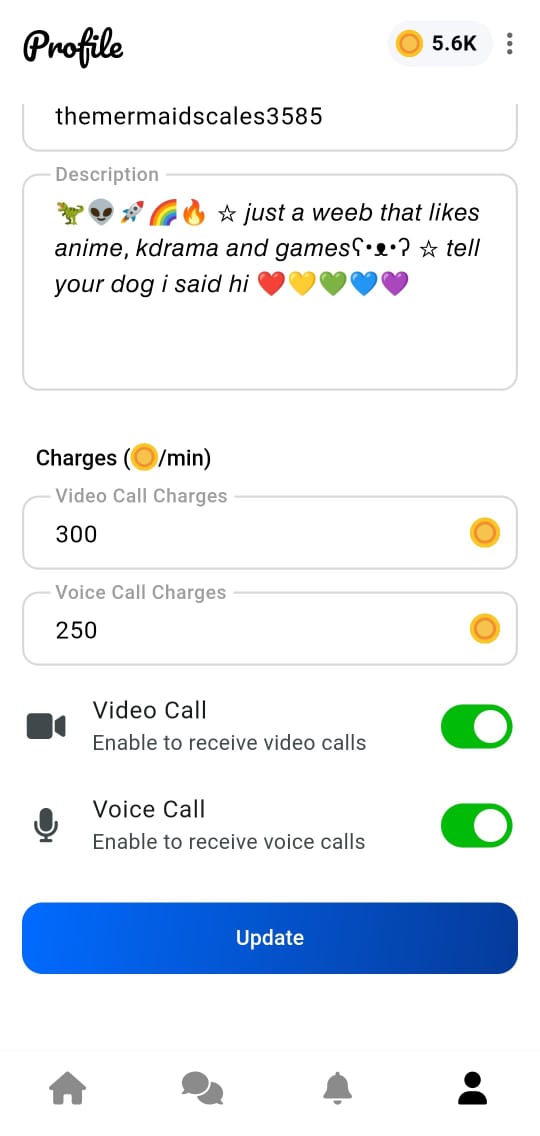 Profile
5.6K
themermaidscales3585
Description
🦖👽🚀🌈🔥 ☆ just a weeb that likes
anime, kdrama and gamesʕ•ᴥ•ʔ ☆ tell
your dog i said hi ❤️💛💚💙💜
Charges (🟡/min)
Video Call Charges
300
Voice Call Charges
250
Video Call
Enable to receive video calls
Voice Call
Enable to receive voice calls
Update